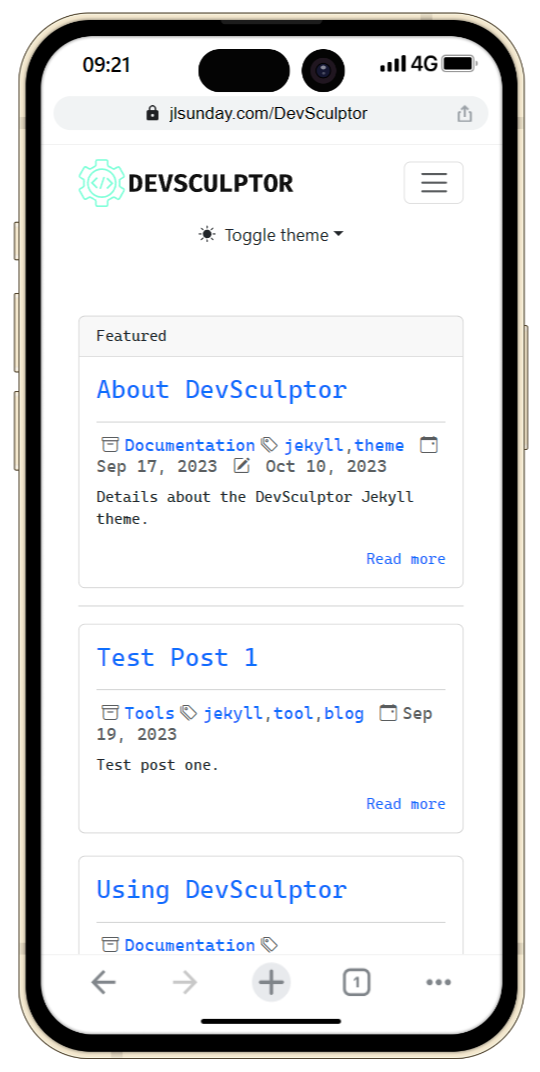 09:21
4G
jlsunday.com/DevSculptor
</>DEVSCULPTOR
Toggle theme
Featured
About DevSculptor
Documentation jekyll,theme
Sep 17, 2023 Oct 10, 2023
Details about the DevSculptor Jekyll
theme.
Read more
Test Post 1
Tools jekyll,tool,blog Sep
19, 2023
Test post one.
Read more
Using DevSculptor
Documentation
1